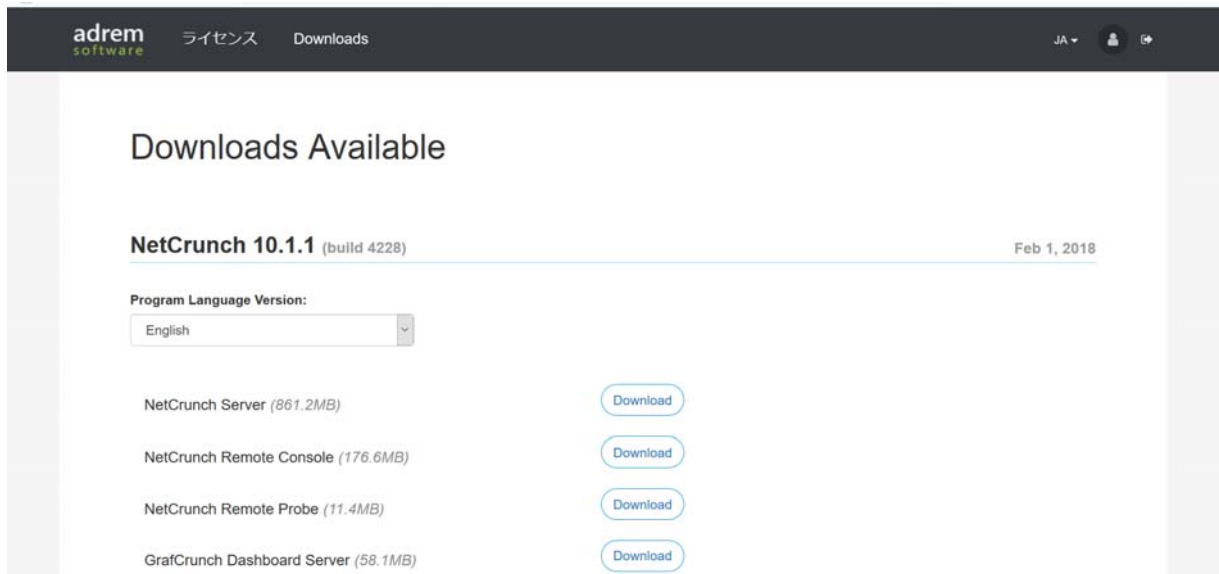 adrem software ライセンス Downloads JA
Downloads Available
NetCrunch 10.1.1 (build 4228) Feb 1, 2018
Program Language Version:
English
NetCrunch Server (861.2MB) Download
NetCrunch Remote Console (176.6MB) Download
NetCrunch Remote Probe (11.4MB) Download
GrafCrunch Dashboard Server (58.1MB) Download